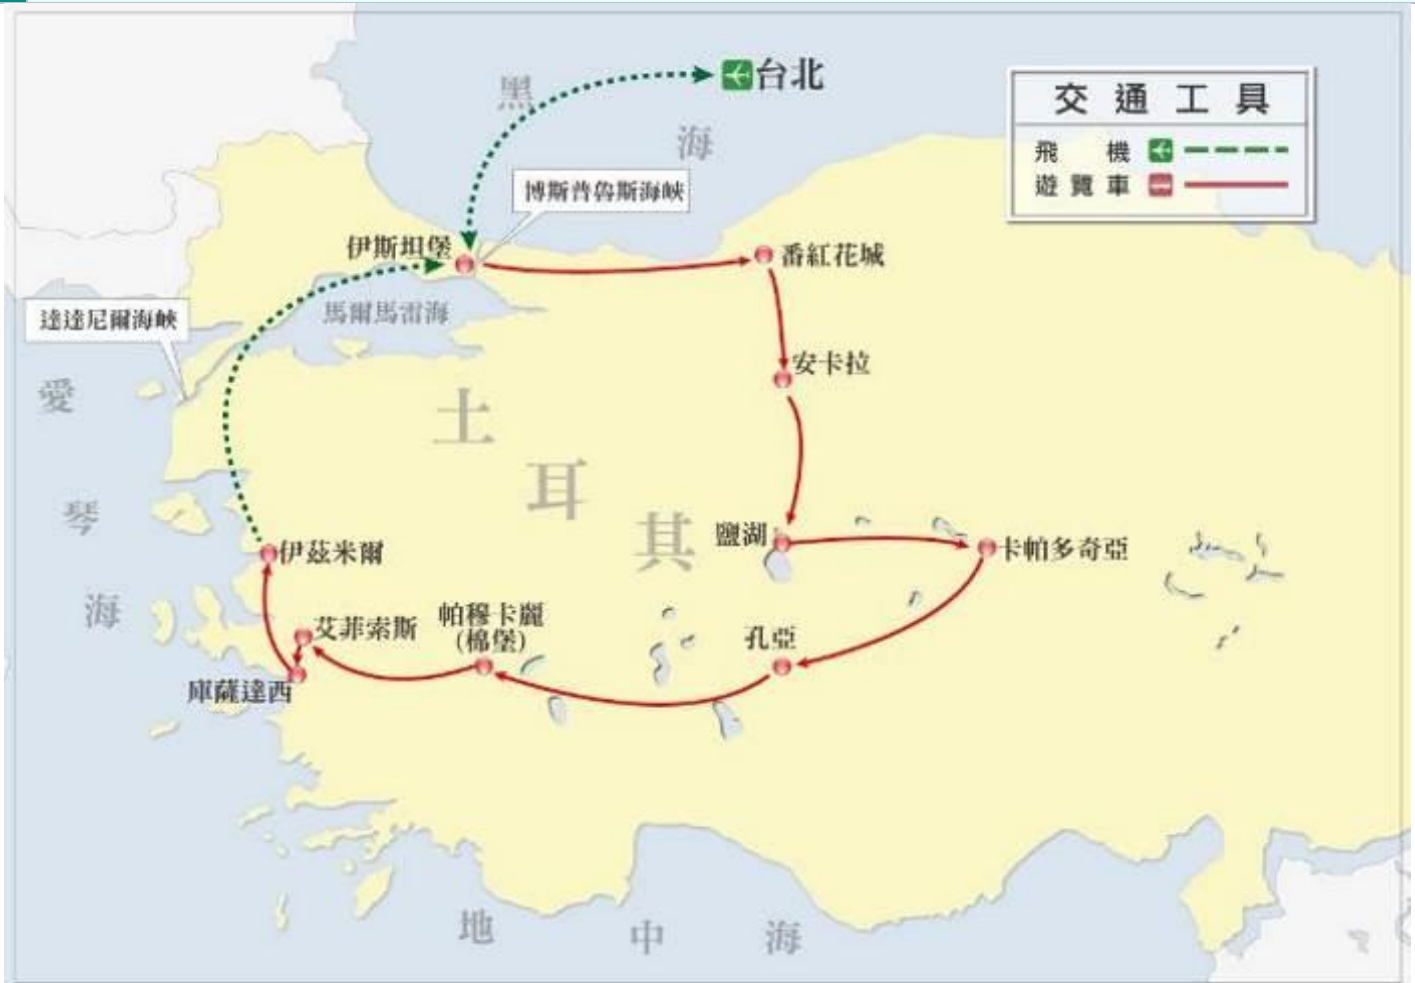 台北
黑
海
交通工具
飛機
遊覽車
博斯普魯斯海峽
伊斯坦堡
番紅花城
達達尼爾海峽
馬爾馬雷海
安卡拉
愛
琴
海
土
耳
其
鹽湖
卡帕多奇亞
伊茲米爾
艾菲索斯
帕穆卡麗
(棉堡)
孔亞
庫薩達西
地
中
海